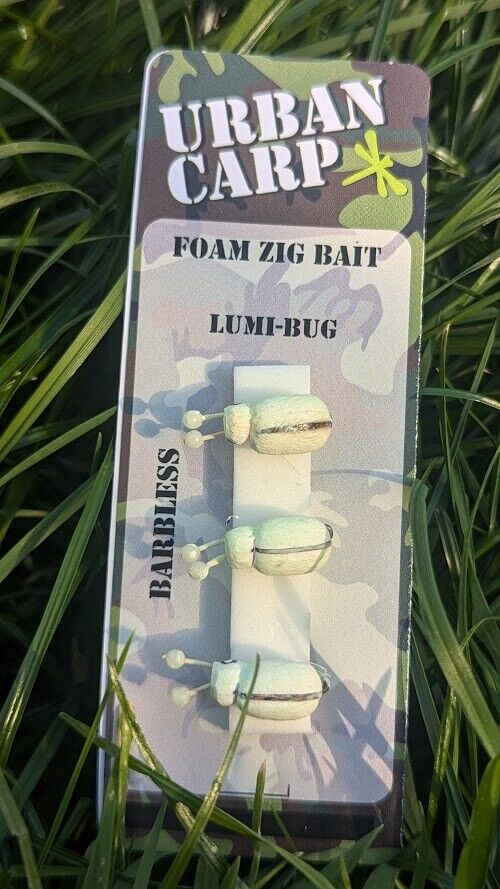 URBAN
CARP
FOAM ZIG BAIT
LUMI-BUG
BARBLESS